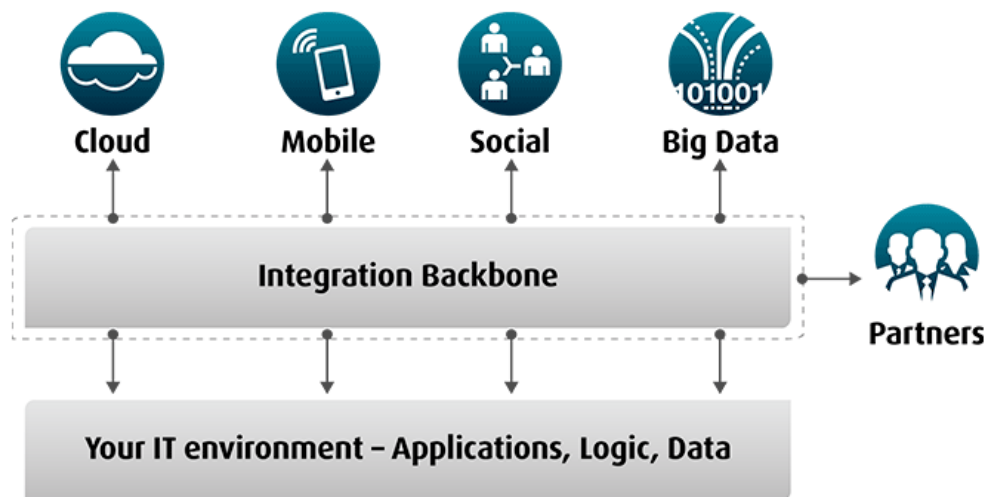 101001
Cloud
Mobile
Social
Big Data
Integration Backbone
Partners
Your IT environment – Applications, Logic, Data